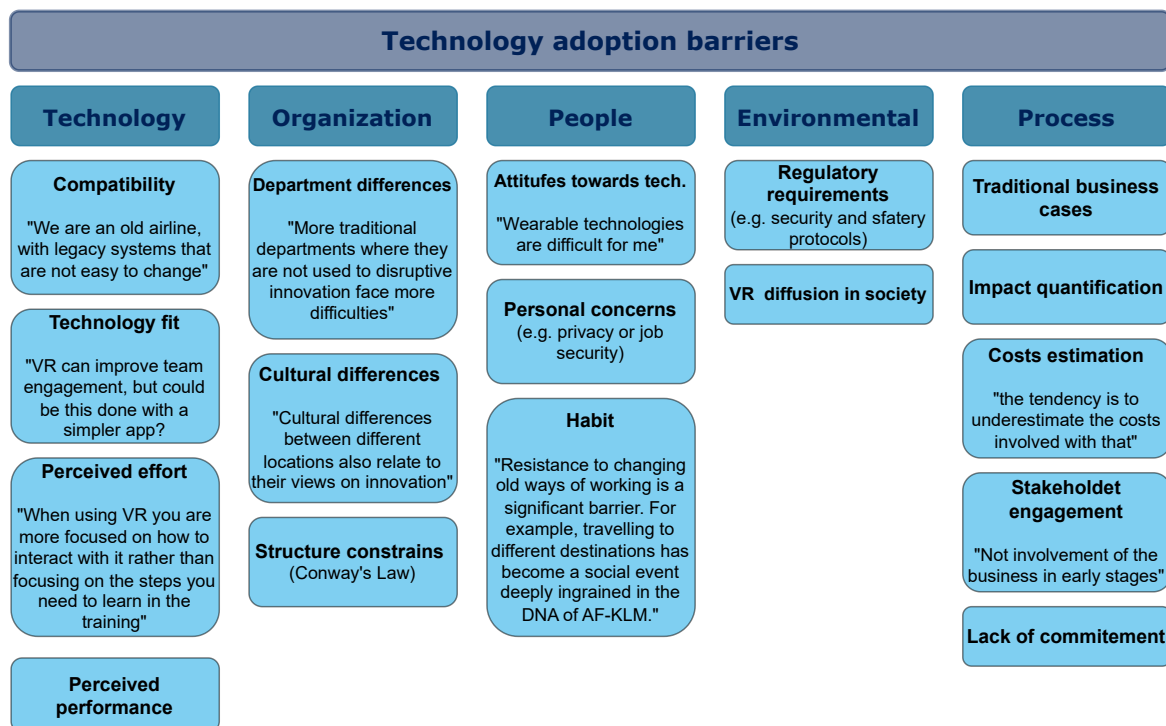 Technology adoption barriers
Technology
Compatibility
"We are an old airline,
with legacy systems that
are not easy to change"
Technology fit
"VR can improve team
engagement, but could
be this done with a
simpler app?
Perceived effort
"When using VR you are
more focused on how to
interact with it rather than
focusing on the steps you
need to learn in the
training"
Perceived
performance
Organization
Department differences
"More traditional
departments where they
are not used to disruptive
innovation face more
difficulties"
Cultural differences
"Cultural differences
between different
locations also relate to
their views on innovation"
Structure constrains
(Conway's Law)
People
Attitufes towards tech.
"Wearable technologies
are difficult for me"
Personal concerns
(e.g. privacy or job
security)
Habit
"Resistance to changing
old ways of working is a
significant barrier. For
example, travelling to
different destinations has
become a social event
deeply ingrained in the
DNA of AF-KLM."
Environmental
Regulatory
requirements
(e.g. security and sfatery
protocols)
VR diffusion in society
Process
Traditional business
cases
Impact quantification
Costs estimation
"the tendency is to
underestimate the costs
involved with that"
Stakeholdet
engagement
"Not involvement of the
business in early stages"
Lack of commitement